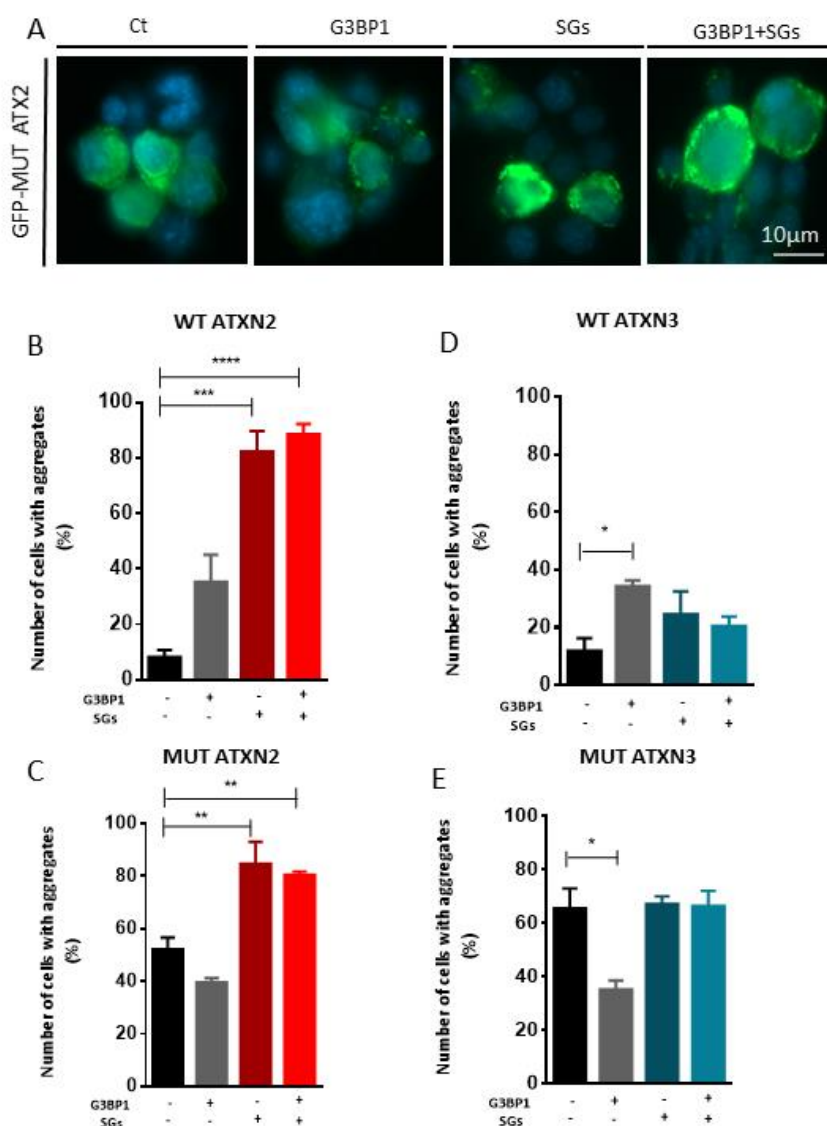 A
Ct
G3BP1
SGs
G3BP1+SGs
GFP-MUT ATX2
10µm
WT ATXN2
B
****
***
Number of cells with aggregates
(%)
100
80
60
40
20
0
G3BP1 - + - +
SGs - - + +
WT ATXN3
D
*
Number of cells with aggregates
(%)
100
80
60
40
20
0
G3BP1 - + - +
SGs - - + +
MUT ATXN2
C
**
**
Number of cells with aggregates
(%)
100
80
60
40
20
0
G3BP1 - + - +
SGs - - + +
MUT ATXN3
E
*
Number of cells with aggregates
(%)
100
80
60
40
20
0
G3BP1 - + - +
SGs - - + +